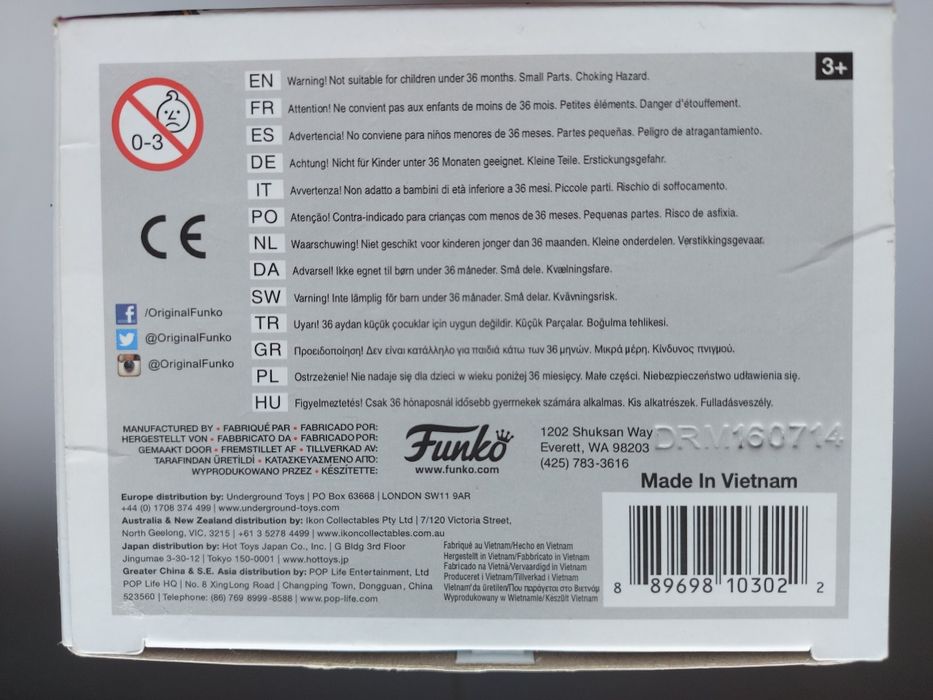 3+
0-3
EN Warning! Not suitable for children under 36 months. Small Parts. Choking Hazard.
FR Attention! Ne convient pas aux enfants de moins de 36 mois. Petites éléments. Danger d'étouffement.
ES Advertencia! No conviene para niños menores de 36 meses. Partes pequeñas. Peligro de atragantamiento.
DE Achtung! Nicht für Kinder unter 36 Monaten geeignet. Kleine Teile. Erstickungsgefahr.
IT Avvertenza! Non adatto a bambini di età inferiore a 36 mesi. Piccole parti. Rischio di soffocamento.
PO Atenção! Contra-indicado para crianças com menos de 36 meses. Pequenas partes. Risco de asfixia.
NL Waarschuwing! Niet geschikt voor kinderen jonger dan 36 maanden. Kleine onderdelen. Verstikkingsgevaar.
DA Advarsel! Ikke egnet til børn under 36 måneder. Små dele. Kvælningsfare.
SW Varning! Inte lämplig för barn under 36 månader. Små delar. Kvävningsrisk.
TR Uyarı! 36 aydan küçük çocuklar için uygun değildir. Küçük Parçalar. Boğulma tehlikesi.
GR Προειδοποίηση! Δεν είναι κατάλληλο για παιδιά κάτω των 36 μηνών. Μικρά μέρη. Κίνδυνος πνιγμού.
PL Ostrzeżenie! Nie nadaje się dla dzieci w wieku poniżej 36 miesięcy. Małe części. Niebezpieczeństwo udławienia się.
HU Figyelmeztetés! Csak 36 hónaposnál idősebb gyermekek számára alkalmas. Kis alkatrészek. Fulladásveszély.
CE
/OriginalFunko
@OriginalFunko
@OriginalFunko
MANUFACTURED BY • FABRIQUÉ PAR • FABRICADO POR:
HERGESTELLT VON • FABBRICATO DA • FABRICADO POR:
GEMAAKT DOOR • FREMSTILLET AF • TILLVERKAD AV:
TARAFINDAN ÜRETİLDİ • ΚΑΤΑΣΚΕΥΑΣΜΕΝΟ ΑΠΟ:
WYPRODUKOWANO PRZEZ • KÉSZÍTETTE:
Funko
www.funko.com
1202 Shuksan Way
Everett, WA 98203
(425) 783-3616
DRM160714
Made In Vietnam
Europe distribution by: Underground Toys | PO Box 63668 | LONDON SW11 9AR
+44 (0) 1708 374 499 | www.underground-toys.com
Australia & New Zealand distribution by: Ikon Collectables Pty Ltd | 7/120 Victoria Street,
North Geelong, VIC, 3215 | +61 3 5278 4499 | www.ikoncollectables.com.au
Japan distribution by: Hot Toys Japan Co., Inc. | G Bldg 3rd Floor
Jingumae 3-30-12 | Tokyo 150-0001 | www.hottoys.jp
Greater China & S.E. Asia distribution by: POP Life Entertainment, Ltd
POP Life HQ | No. 8 XingLong Road | Changping Town, Dongguan, China
523560 | Telephone: (86) 769 8999-8588 | www.pop-life.com
Fabriqué au Vietnam/Hecho en Vietnam
Hergestellt in Vietnam/Fabbricato in Vietnam
Fabricado na Vietnã/Vervaardigd in Vietnam
Produceret i Vietnam/Tillverkad i Vietnam
Vietnam'da üretilen/Που παράγεται στο Βιετνάμ
Wyprodukowany w Wietnamie/Készült Vietnam
8 89698 10302 2